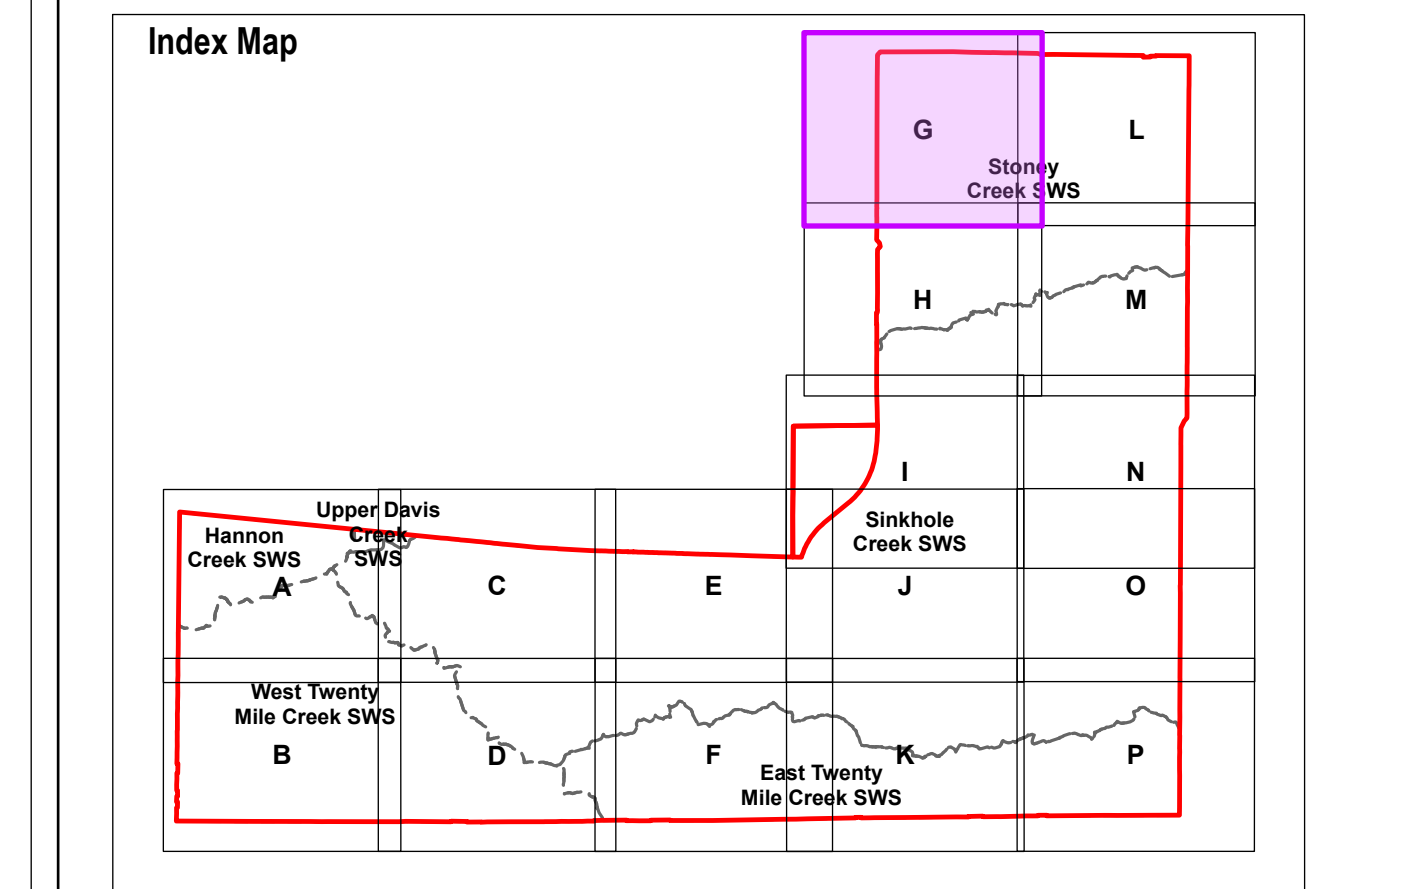 Index Map
G
L
Stoney
Creek SWS
H
M
I
N
Upper Davis
Creek
SWS
Hannon
Creek SWS
Sinkhole
Creek SWS
A
C
E
J
O
West Twenty
Mile Creek SWS
B
D
F
K
P
East Twenty
Mile Creek SWS